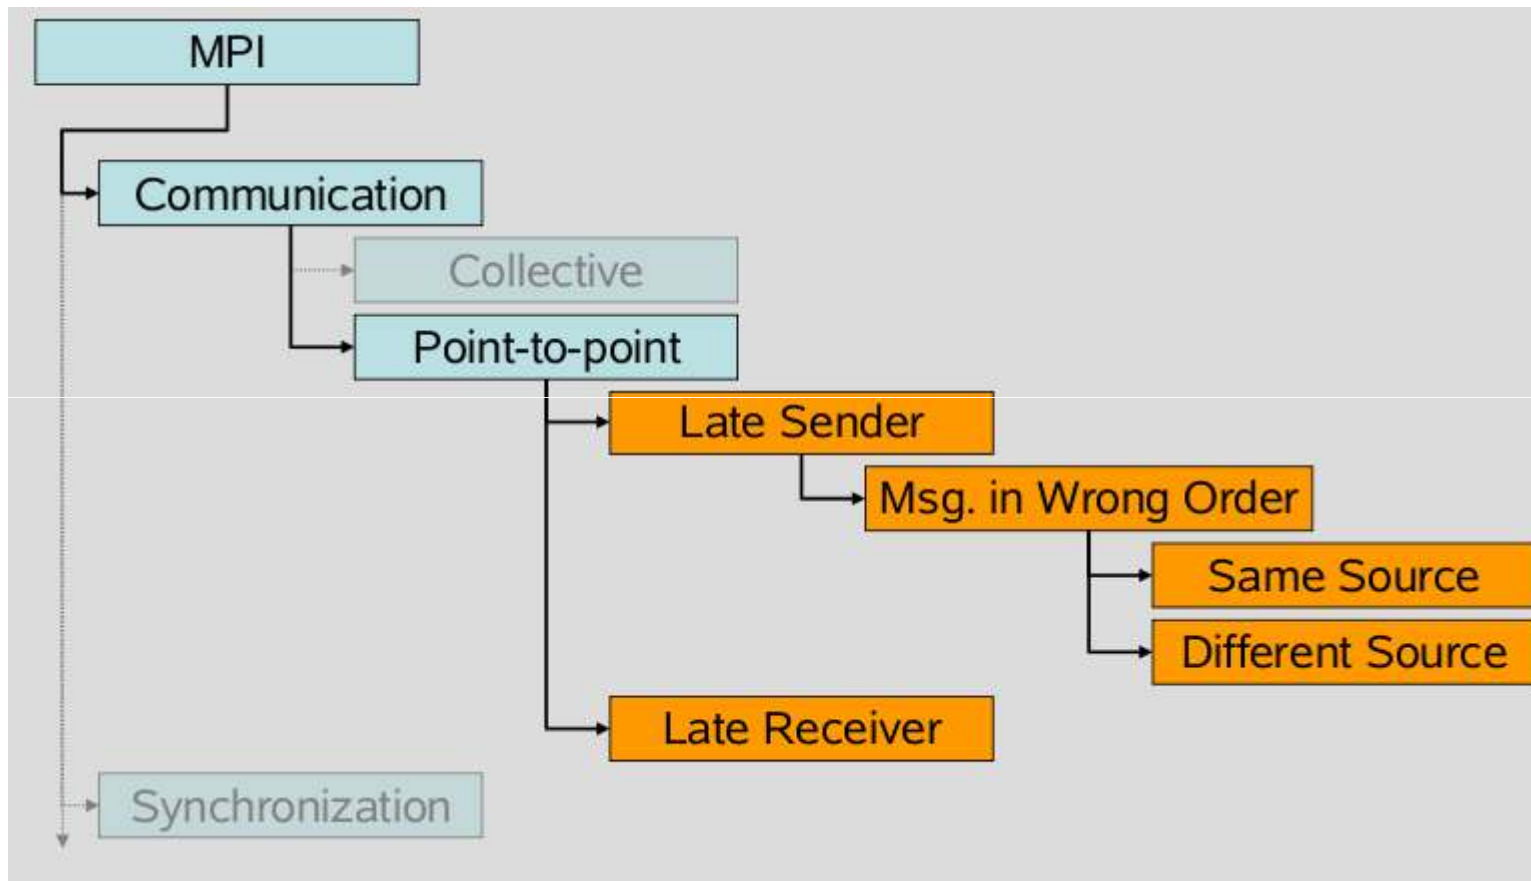 MPI
Communication
Collective
Point-to-point
Late Sender
Msg. in Wrong Order
Same Source
Different Source
Late Receiver
Synchronization